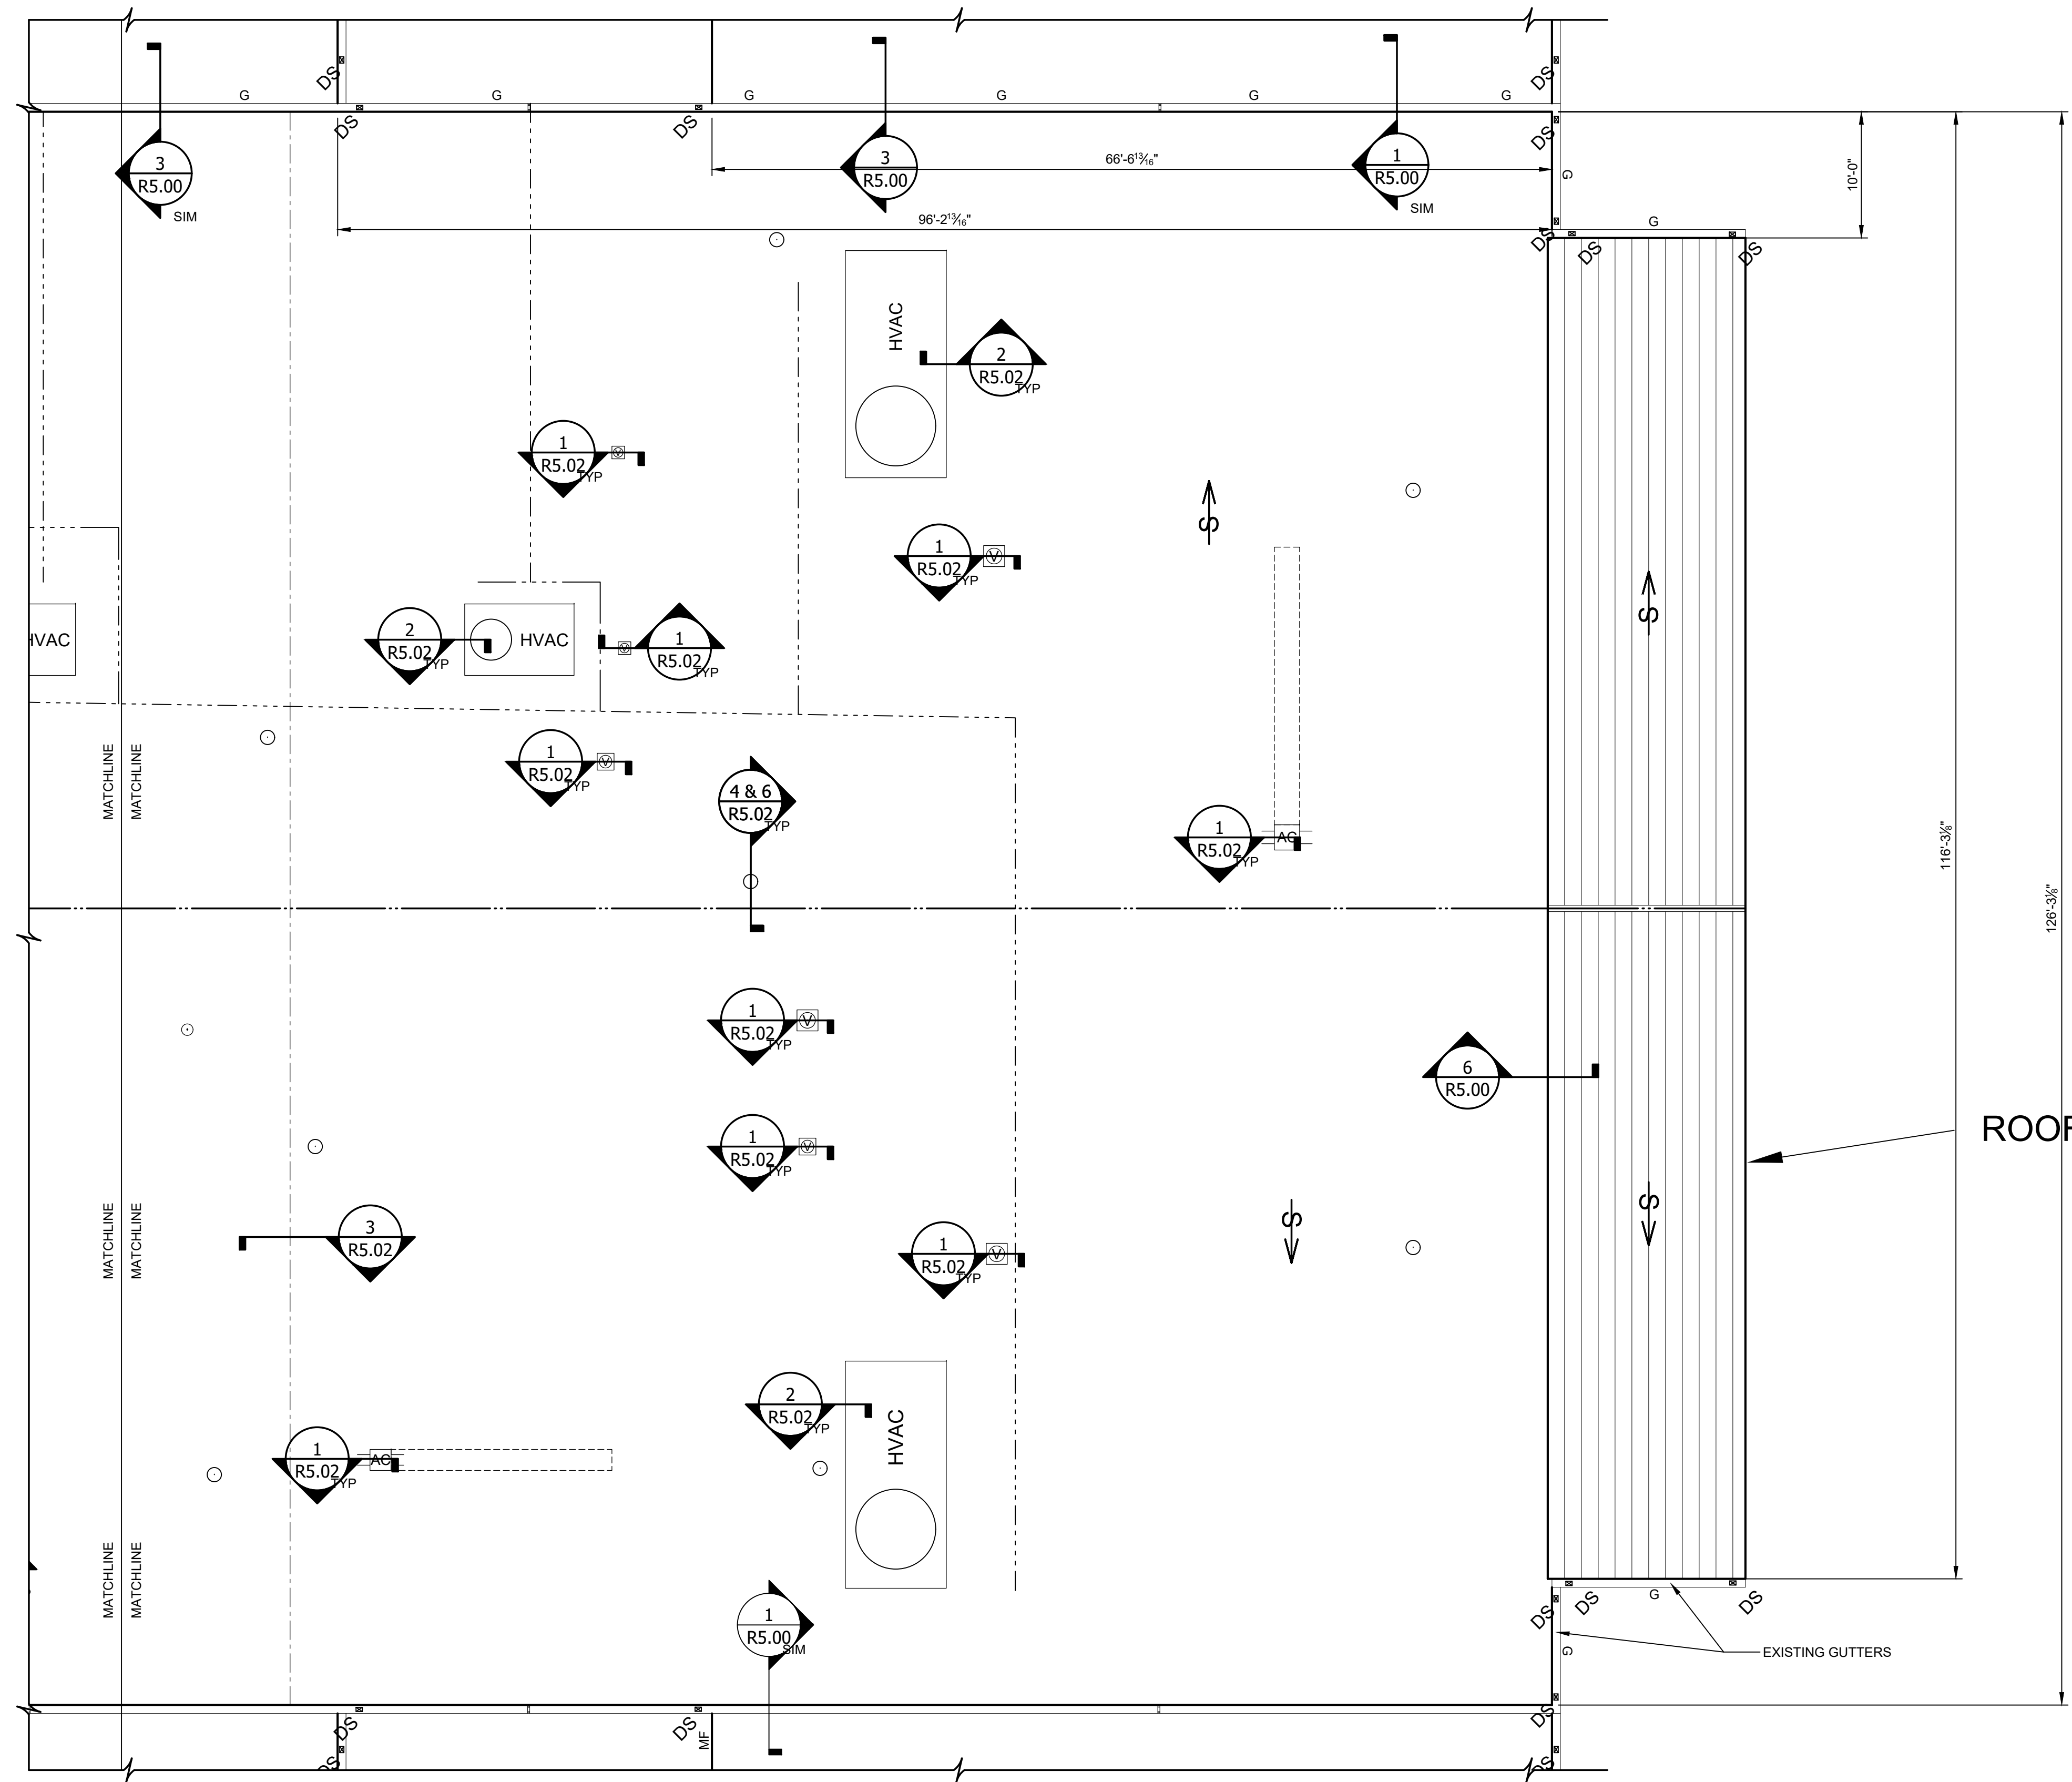 DS
DS
G
G
G
G
G
G
DS
DS
DS
3
R5.00
SIM
3
R5.00
66'-6 13/16"
1
R5.00
SIM
G
10'-0"
96'-2 13/16"
G
DS
DS
DS
HVAC
2
R5.02
TYP
1
R5.02
TYP
S
1
R5.02
TYP
V
V
S
HVAC
2
R5.02
TYP
HVAC
V
1
R5.02
TYP
MATCHLINE
MATCHLINE
1
R5.02
TYP
V
4 & 6
R5.02
TYP
1
R5.02
TYP
AC
116'-3 3/8"
126'-3 3/8"
1
R5.02
TYP
V
6
R5.00
ROOF
1
R5.02
TYP
V
MATCHLINE
MATCHLINE
3
R5.02
1
R5.02
TYP
V
S
S
2
R5.02
TYP
HVAC
1
R5.02
TYP
AC
MATCHLINE
MATCHLINE
1
R5.00
SIM
DS
DS
G
DS
G
EXISTING GUTTERS
DS
DS
MF
DS
DS
DS